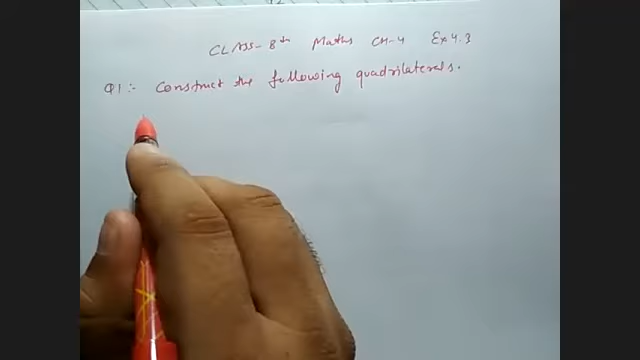 CLASS-8th Maths CH-4 Ex 4.3
Q1:- Construct the following quadrilaterals.